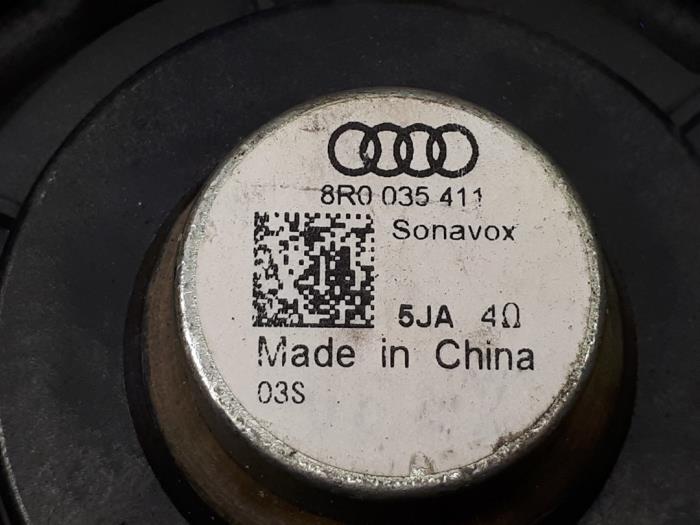 8R0 035 411
Sonavox
5JA 4Ω
Made in China
03S